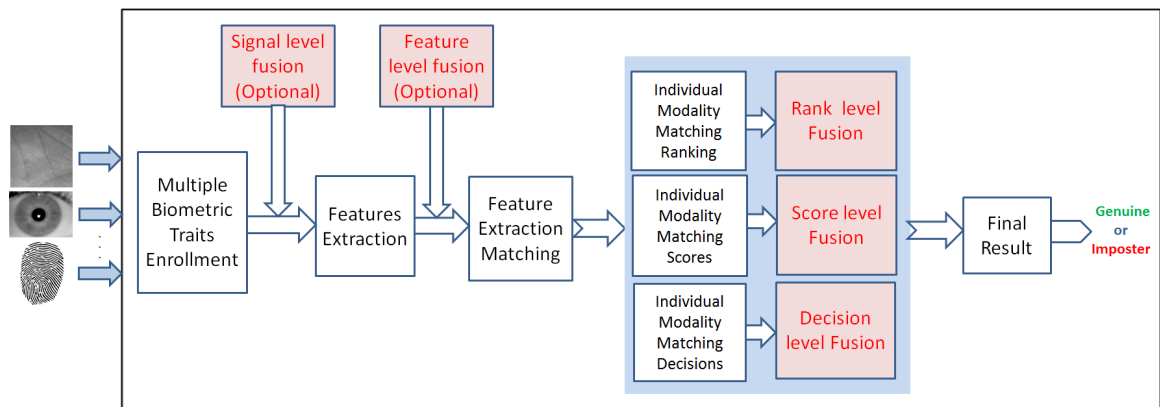 Signal level
fusion
(Optional)
Feature
level fusion
(Optional)
Multiple
Biometric
Traits
Enrollment
Features
Extraction
Feature
Extraction
Matching
Individual
Modality
Matching
Ranking
Rank level
Fusion
Individual
Modality
Matching
Scores
Score level
Fusion
Individual
Modality
Matching
Decisions
Decision
level Fusion
Final
Result
Genuine
or
Imposter